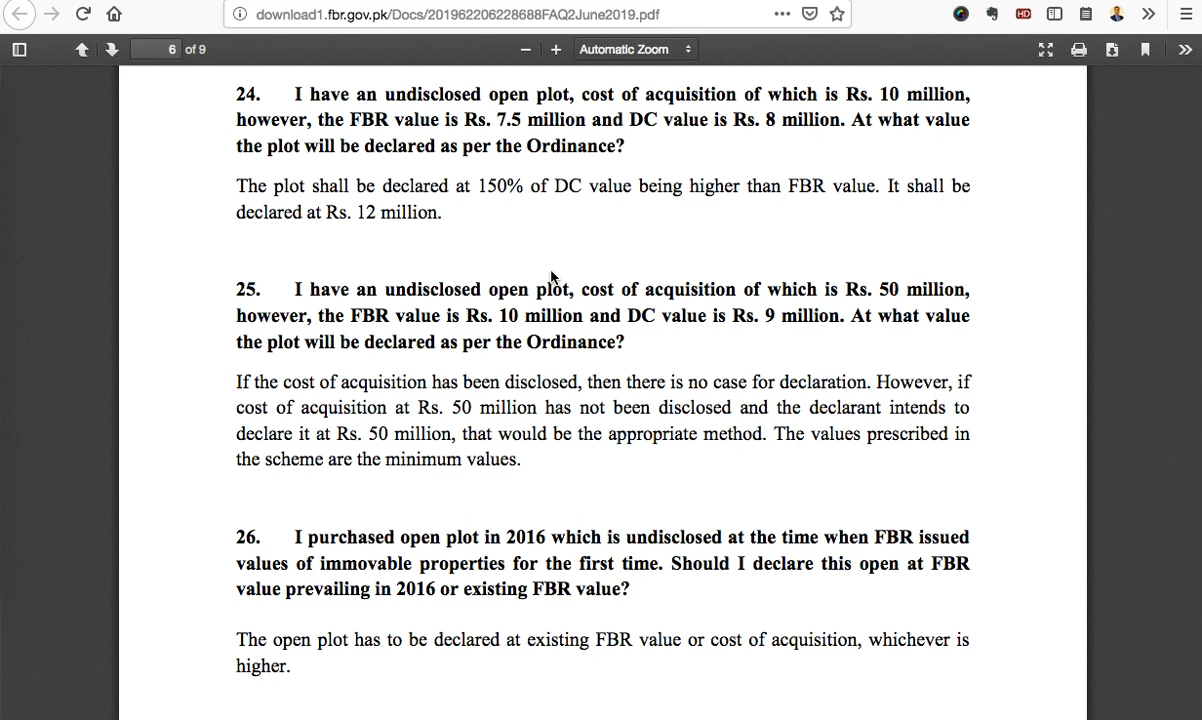 download1.fbr.gov.pk/Docs/201962206228688FAQ2June2019.pdf
HD
6 of 9
Automatic Zoom
24. I have an undisclosed open plot, cost of acquisition of which is Rs. 10 million,
however, the FBR value is Rs. 7.5 million and DC value is Rs. 8 million. At what value
the plot will be declared as per the Ordinance?
The plot shall be declared at 150% of DC value being higher than FBR value. It shall be
declared at Rs. 12 million.
25. I have an undisclosed open plot, cost of acquisition of which is Rs. 50 million,
however, the FBR value is Rs. 10 million and DC value is Rs. 9 million. At what value
the plot will be declared as per the Ordinance?
If the cost of acquisition has been disclosed, then there is no case for declaration. However, if
cost of acquisition at Rs. 50 million has not been disclosed and the declarant intends to
declare it at Rs. 50 million, that would be the appropriate method. The values prescribed in
the scheme are the minimum values.
26. I purchased open plot in 2016 which is undisclosed at the time when FBR issued
values of immovable properties for the first time. Should I declare this open at FBR
value prevailing in 2016 or existing FBR value?
The open plot has to be declared at existing FBR value or cost of acquisition, whichever is
higher.